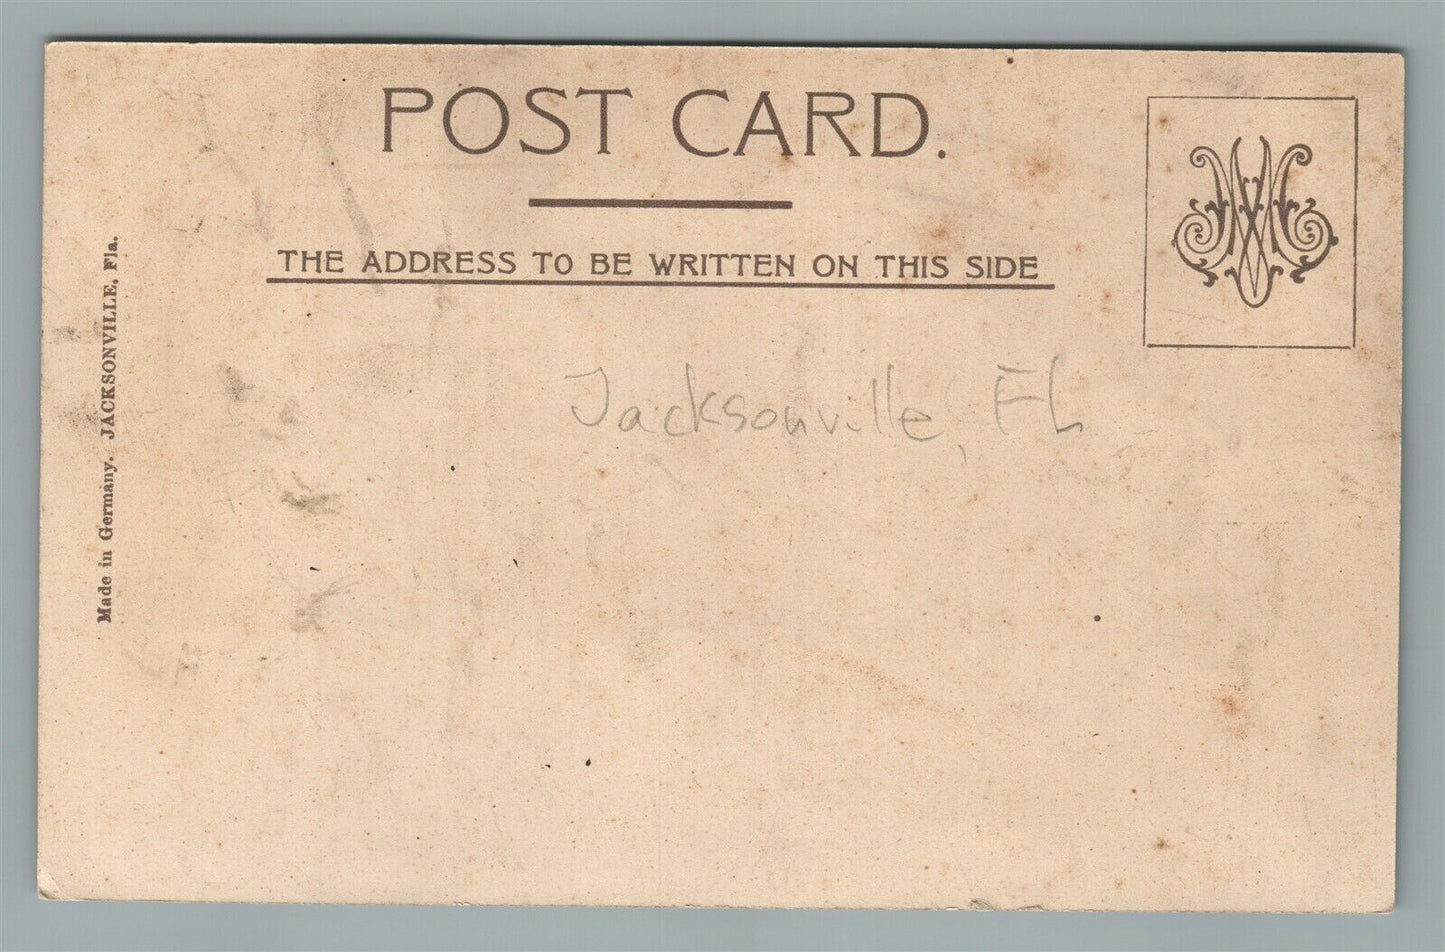 POST CARD.
THE ADDRESS TO BE WRITTEN ON THIS SIDE
Jacksonville, FL
Made in Germany. JACKSONVILLE, Fla.